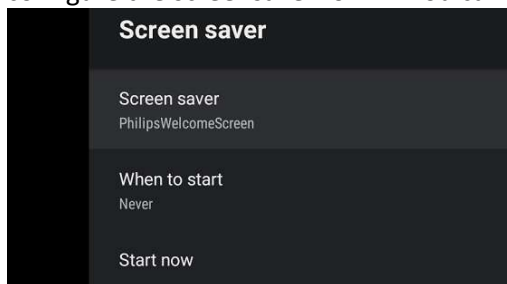 Screen saver
Screen saver
PhilipsWelcomeScreen
When to start
Never
Start now